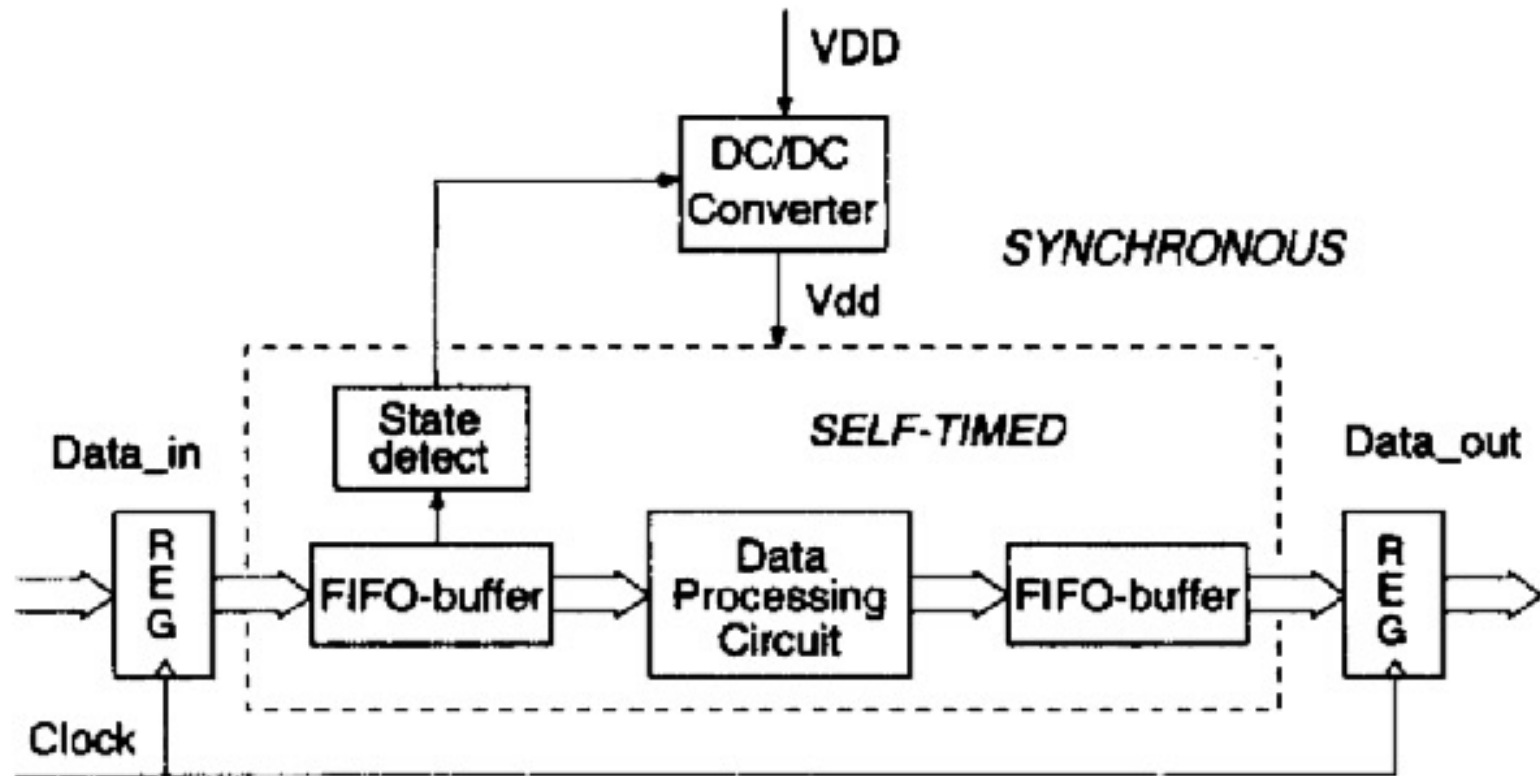 VDD
DC/DC
Converter
SYNCHRONOUS
Vdd
State
detect
SELF-TIMED
Data_in
Data_out
R
E
G
FIFO-buffer
Data
Processing
Circuit
FIFO-buffer
R
E
G
Clock